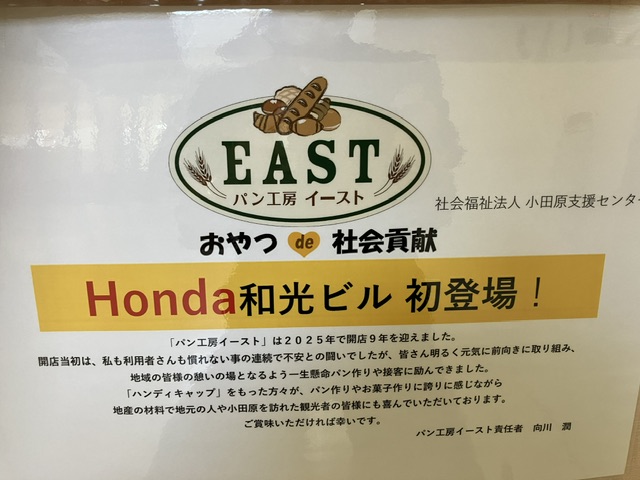 EAST
パン工房 イースト
社会福祉法人 小田原支援センター
おやつ de 社会貢献
Honda和光ビル 初登場！
「パン工房イースト」は２０２５年で開店９年を迎えました。
開店当初は、私も利用者さんも慣れない事の連続で不安との闘いでしたが、皆さん明るく元気に前向きに取り組み、
地域の皆様の憩いの場となるよう一生懸命パン作りや接客に励んできました。
「ハンディキャップ」をもった方々が、パン作りやお菓子作りに誇りに感じながら
地産の材料で地元の人や小田原を訪れた観光者の皆様にも喜んでいただいております。
ご賞味いただければ幸いです。
パン工房イースト責任者　向川　潤